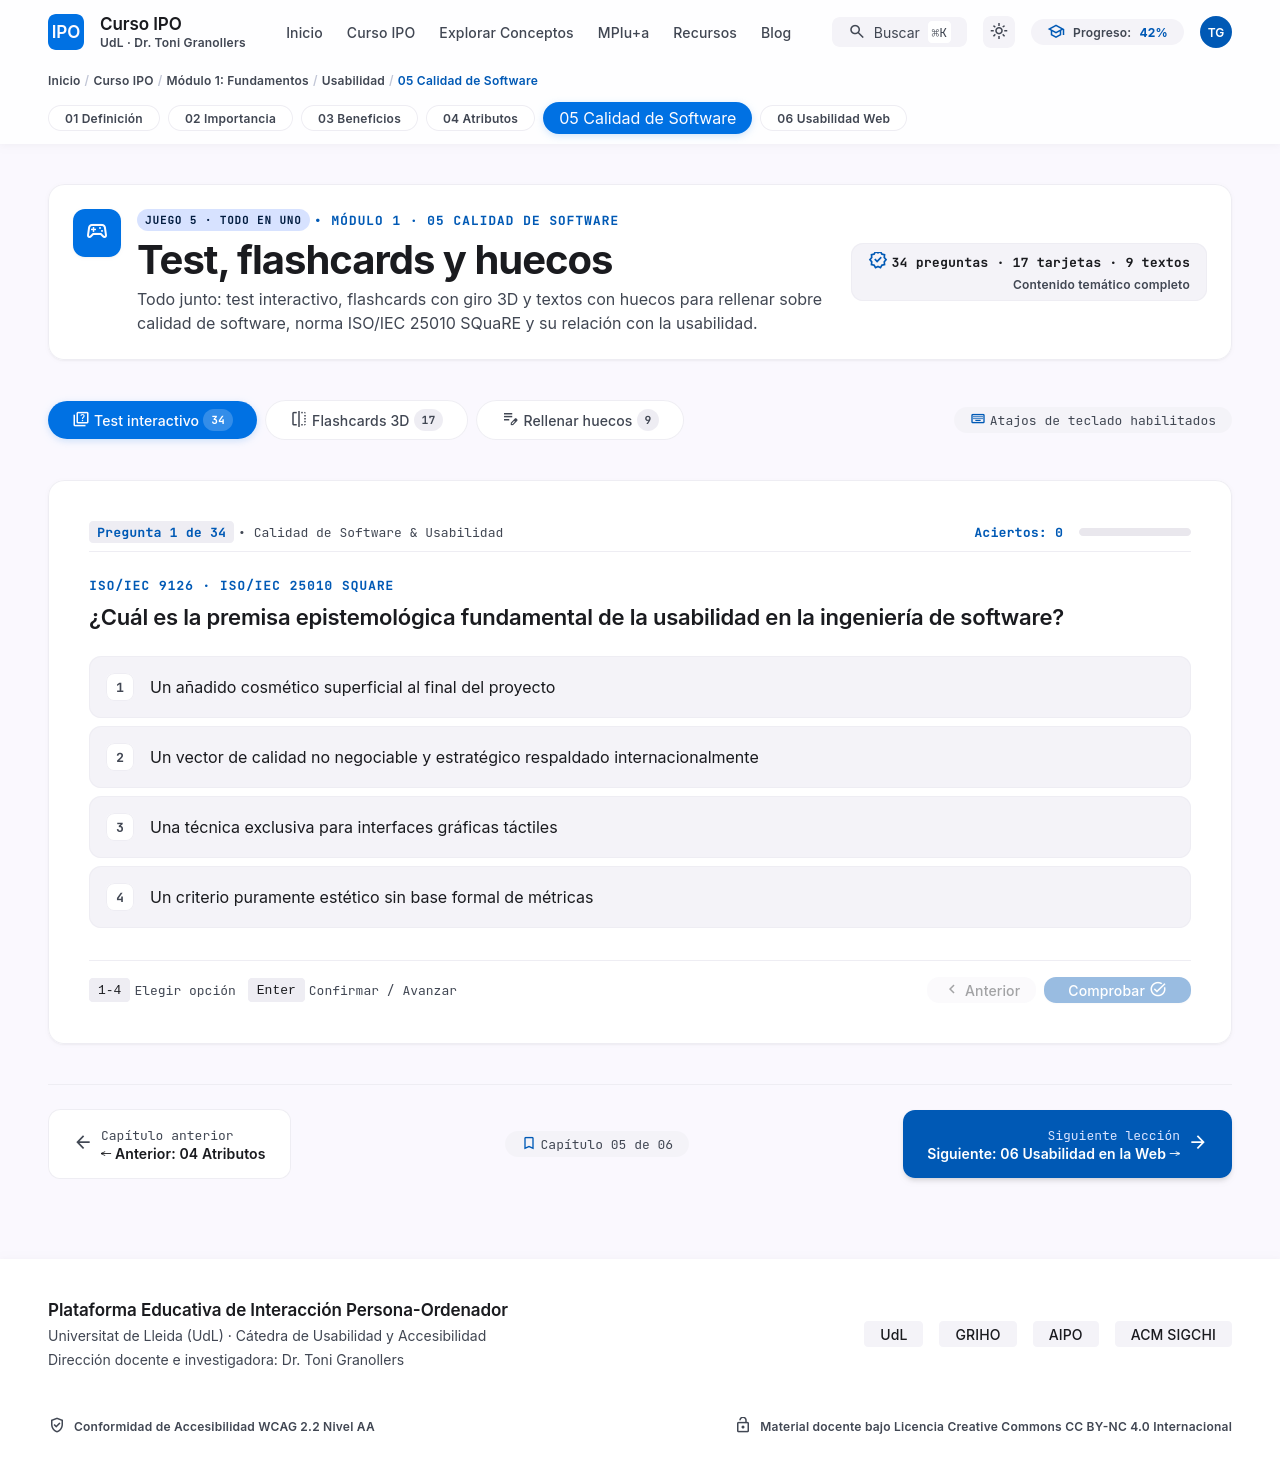 IPO
Curso IPO
UdL · Dr. Toni Granollers
Inicio
Curso IPO
Explorar Conceptos
MPIu+a
Recursos
Blog
Buscar ⌘K
Progreso: 42%
TG
Inicio / Curso IPO / Módulo 1: Fundamentos / Usabilidad / 05 Calidad de Software
01 Definición
02 Importancia
03 Beneficios
04 Atributos
05 Calidad de Software
06 Usabilidad Web
JUEGO 5 · TODO EN UNO • MÓDULO 1 · 05 CALIDAD DE SOFTWARE
Test, flashcards y huecos
Todo junto: test interactivo, flashcards con giro 3D y textos con huecos para rellenar sobre
calidad de software, norma ISO/IEC 25010 SQuaRE y su relación con la usabilidad.
34 preguntas · 17 tarjetas · 9 textos
Contenido temático completo
Test interactivo 34
Flashcards 3D 17
Rellenar huecos 9
Atajos de teclado habilitados
Pregunta 1 de 34 • Calidad de Software & Usabilidad
Aciertos: 0
ISO/IEC 9126 · ISO/IEC 25010 SQUARE
¿Cuál es la premisa epistemológica fundamental de la usabilidad en la ingeniería de software?
1 Un añadido cosmético superficial al final del proyecto
2 Un vector de calidad no negociable y estratégico respaldado internacionalmente
3 Una técnica exclusiva para interfaces gráficas táctiles
4 Un criterio puramente estético sin base formal de métricas
1-4 Elegir opción Enter Confirmar / Avanzar
Anterior
Comprobar
Capítulo anterior
← Anterior: 04 Atributos
Capítulo 05 de 06
Siguiente lección
Siguiente: 06 Usabilidad en la Web →
Plataforma Educativa de Interacción Persona-Ordenador
Universitat de Lleida (UdL) · Cátedra de Usabilidad y Accesibilidad
Dirección docente e investigadora: Dr. Toni Granollers
UdL
GRIHO
AIPO
ACM SIGCHI
Conformidad de Accesibilidad WCAG 2.2 Nivel AA
Material docente bajo Licencia Creative Commons CC BY-NC 4.0 Internacional